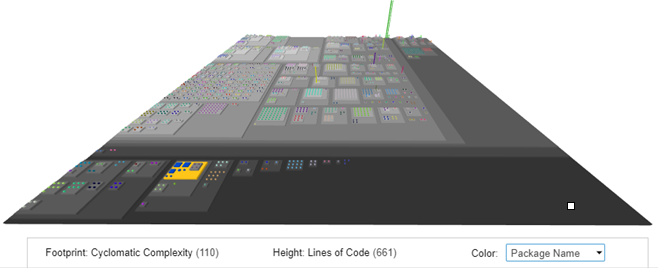 Footprint: Cyclomatic Complexity (110) Height: Lines of Code (661) Color: Package Name